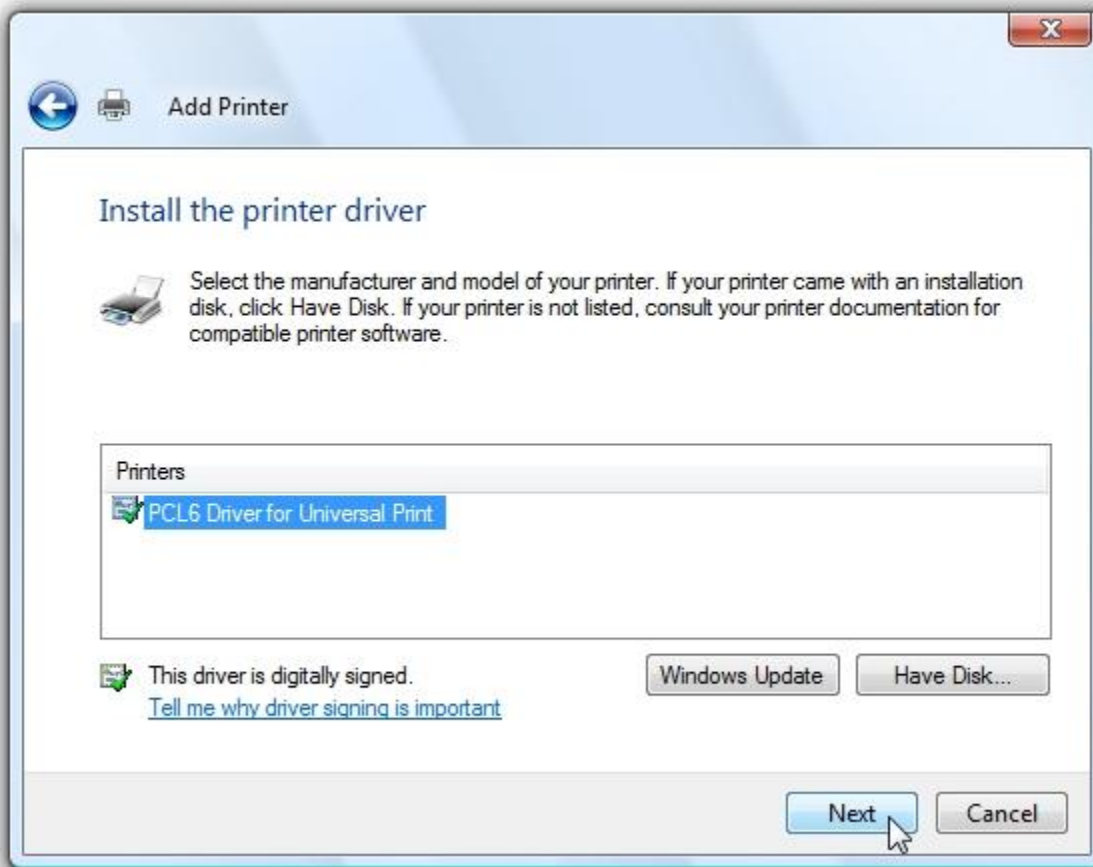 Add Printer
Install the printer driver
Select the manufacturer and model of your printer. If your printer came with an installation
disk, click Have Disk. If your printer is not listed, consult your printer documentation for
compatible printer software.
Printers
PCL6 Driver for Universal Print
This driver is digitally signed.
Windows Update
Have Disk...
Tell me why driver signing is important
Next
Cancel